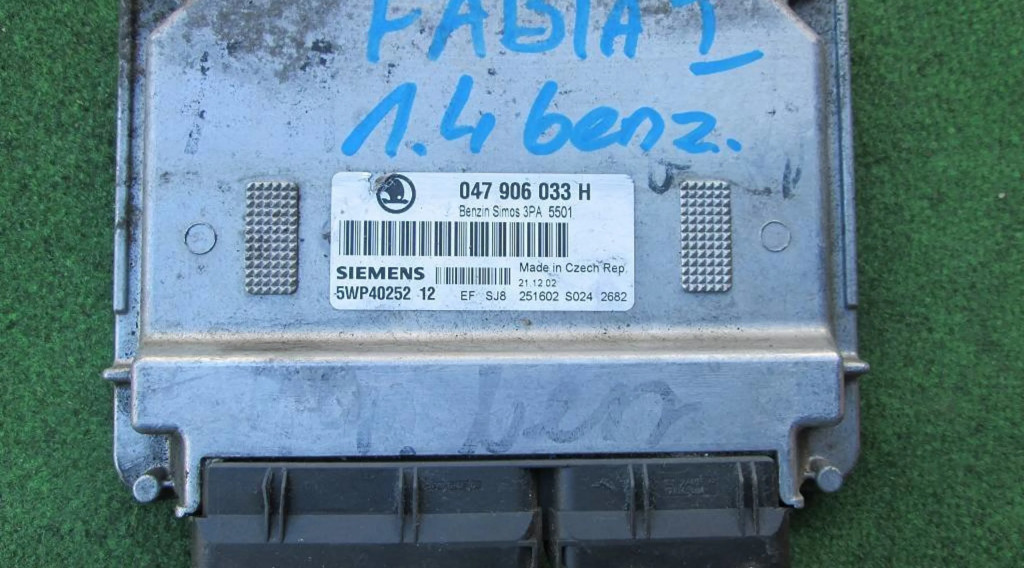 FABIA I
1.4 benz.
047 906 033 H
Benzin Simos 3PA 5501
SIEMENS Made in Czech Rep.
21.12.02
5WP40252 12 EF SJ8 251602 S024 2682